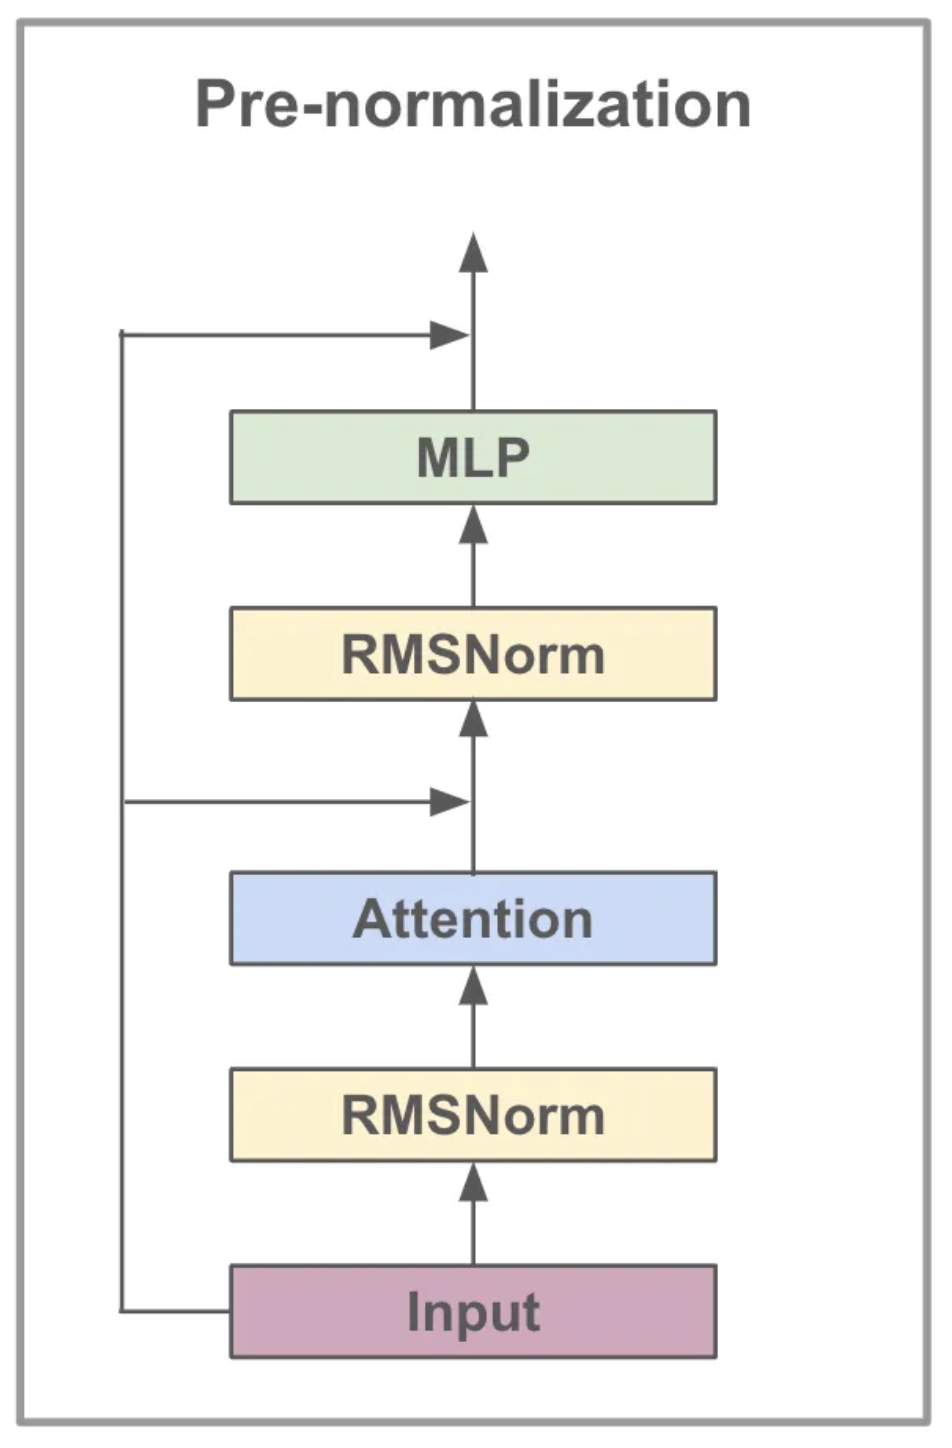 Pre-normalization
MLP
RMSNorm
Attention
RMSNorm
Input